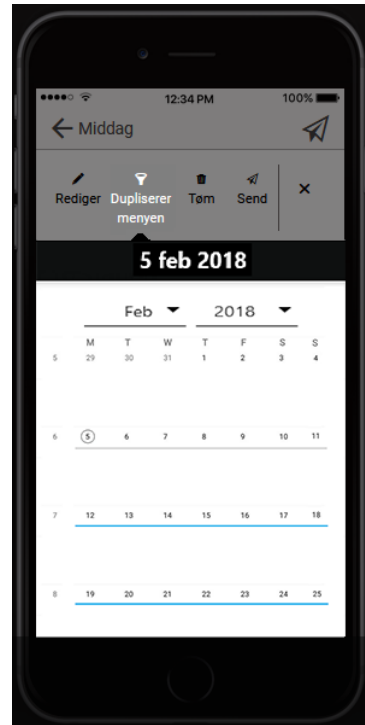 12:34 PM 100%
Middag
Rediger Dupliserer menyen Tøm Send ×
5 feb 2018
Feb 2018
M T W T F S S
5 29 30 31 1 2 3 4
6 5 6 7 8 9 10 11
7 12 13 14 15 16 17 18
8 19 20 21 22 23 24 25